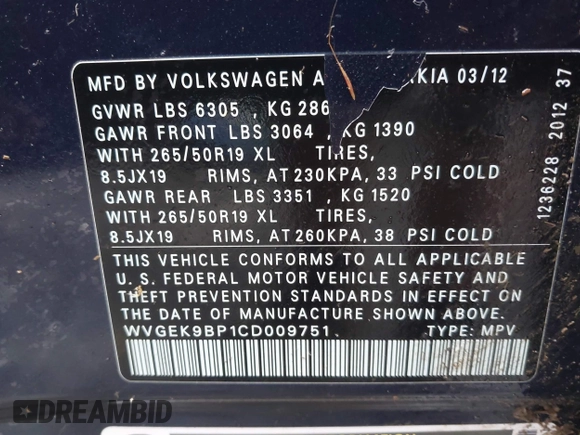 MFD BY VOLKSWAGEN A KIA 03/12
GVWR LBS 6305 , KG 286
GAWR FRONT LBS 3064 , KG 1390
WITH 265/50R19 XL TIRES,
8.5JX19 RIMS, AT 230KPA, 33 PSI COLD
GAWR REAR LBS 3351 , KG 1520
WITH 265/50R19 XL TIRES,
8.5JX19 RIMS, AT 260KPA, 38 PSI COLD
THIS VEHICLE CONFORMS TO ALL APPLICABLE
U.S. FEDERAL MOTOR VEHICLE SAFETY AND
THEFT PREVENTION STANDARDS IN EFFECT ON
THE DATE OF MANUFACTURE SHOWN ABOVE.
WVGEK9BP1CD009751 . TYPE: MPV
1236228 2012 37
DREAMBID